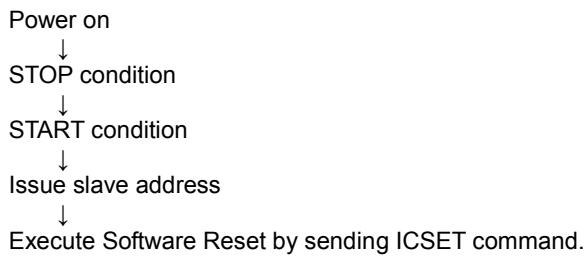 Power on
↓
STOP condition
↓
START condition
↓
Issue slave address
↓
Execute Software Reset by sending ICSET command.